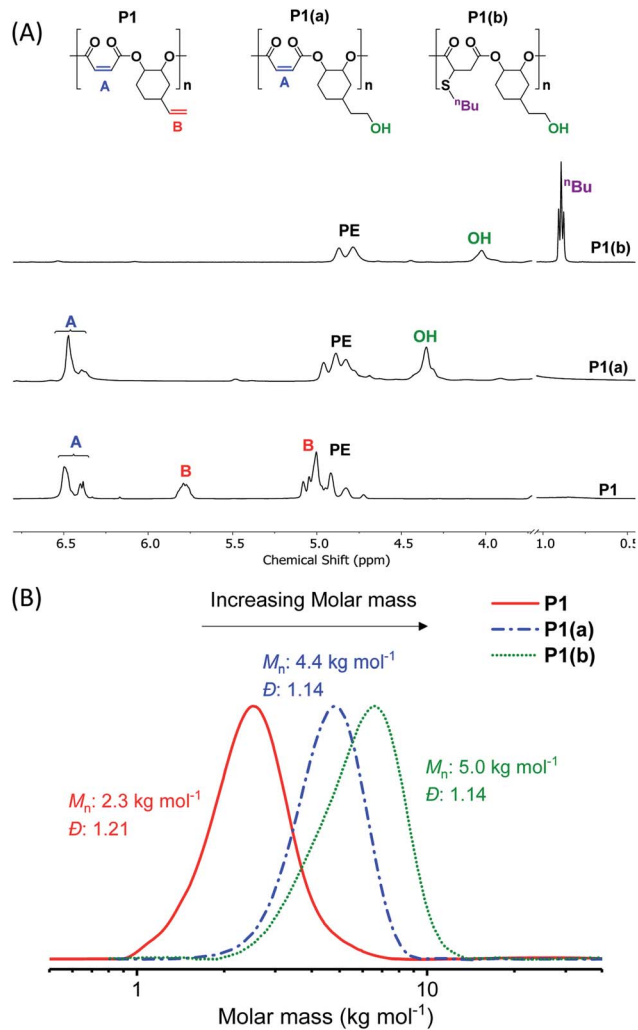 (A)
P1 P1(a) P1(b)
O O O O n A B
O O O O n A OH
O O O O n S nBu OH
nBu
PE OH P1(b)
A PE OH P1(a)
A B B PE P1
6.5 6.0 5.5 5.0 4.5 4.0 1.0 0.5
Chemical Shift (ppm)
(B)
Increasing Molar mass
P1
P1(a)
P1(b)
Mn: 4.4 kg mol-1
Đ: 1.14
Mn: 5.0 kg mol-1
Đ: 1.14
Mn: 2.3 kg mol-1
Đ: 1.21
1 10
Molar mass (kg mol-1)